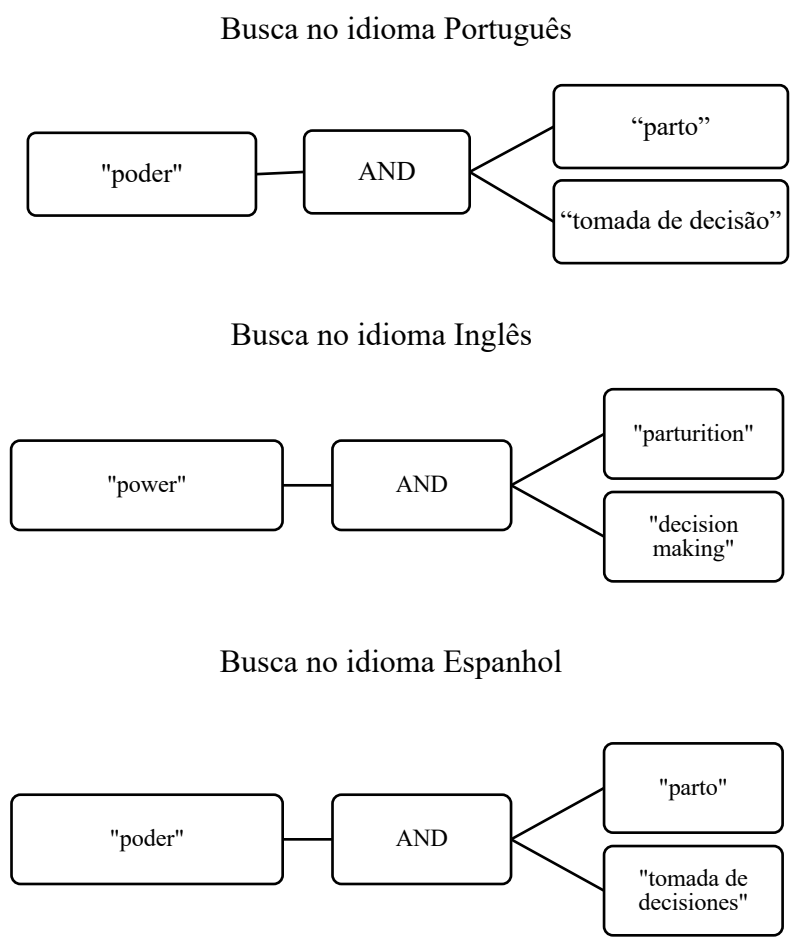 Busca no idioma Português
"poder"
AND
“parto”
“tomada de decisão”
Busca no idioma Inglês
"power"
AND
"parturition"
"decision
making"
Busca no idioma Espanhol
"poder"
AND
"parto"
"tomada de
decisiones"